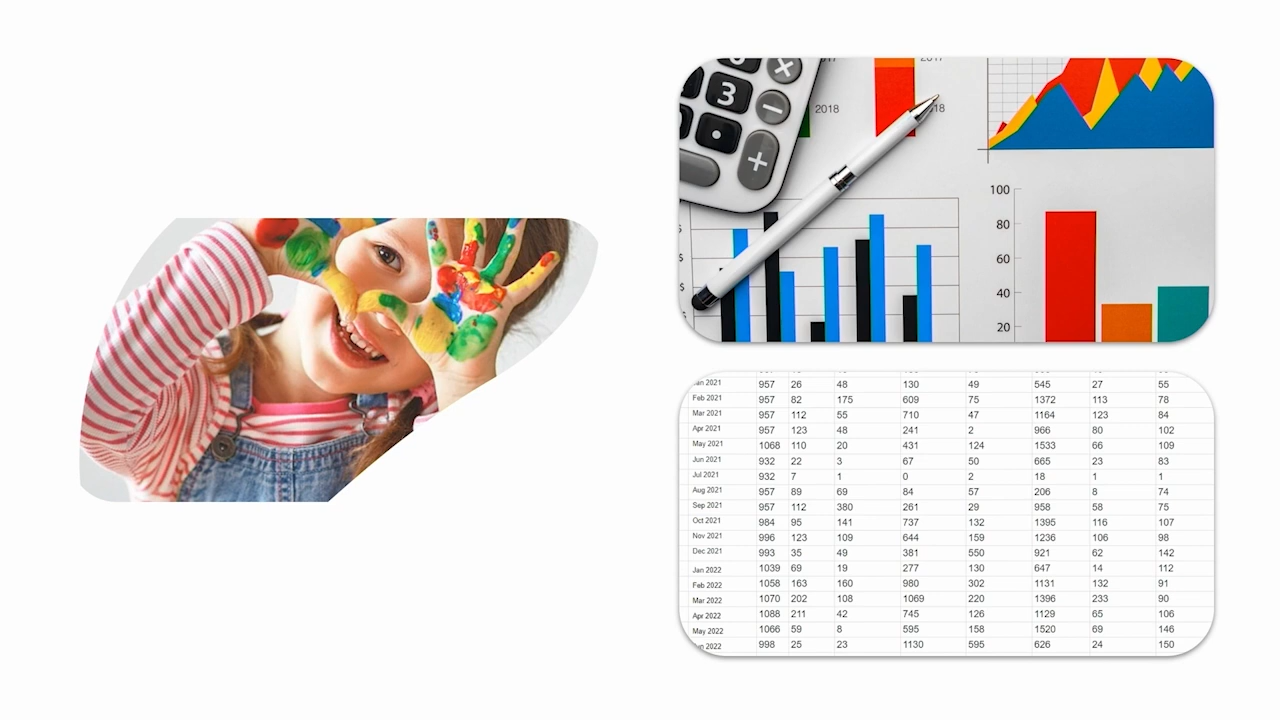 2017
3
2018
100
80
60
40
20
Jan 2021 957 26 48 130 49 545 27 55
Feb 2021 957 82 175 609 75 1372 113 78
Mar 2021 957 112 55 710 47 1164 123 84
Apr 2021 957 123 48 241 2 966 80 102
May 2021 1068 110 20 431 124 1533 66 109
Jun 2021 932 22 3 67 50 665 23 83
Jul 2021 932 7 1 0 2 18 1 1
Aug 2021 957 89 69 84 57 206 8 74
Sep 2021 957 112 380 261 29 958 58 75
Oct 2021 984 95 141 737 132 1395 116 107
Nov 2021 996 123 109 644 159 1236 106 98
Dec 2021 993 35 49 381 550 921 62 142
Jan 2022 1039 69 19 277 130 647 14 112
Feb 2022 1058 163 160 980 302 1131 132 91
Mar 2022 1070 202 108 1069 220 1396 233 90
Apr 2022 1088 211 42 745 126 1129 65 106
May 2022 1066 59 8 595 158 1520 69 146
Jun 2022 998 25 23 1130 595 626 24 150